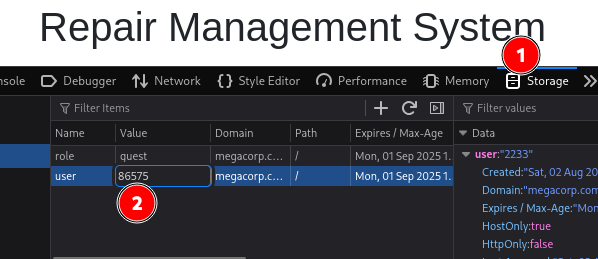 Repair Management System
1
nsole Debugger Network Style Editor Performance Memory Storage
Filter Items Filter values
Name Value Domain Path Expires / Max-Age Data
role quest megacorp.c... / Mon, 01 Sep 2025 1. user:"2233"
user 86575 megacorp.c... / Mon, 01 Sep 2025 1. Created:"Sat, 02 Aug 20
2 Domain:"megacorp.com
Expires / Max-Age:"Mon
HostOnly:true
HttpOnly:false